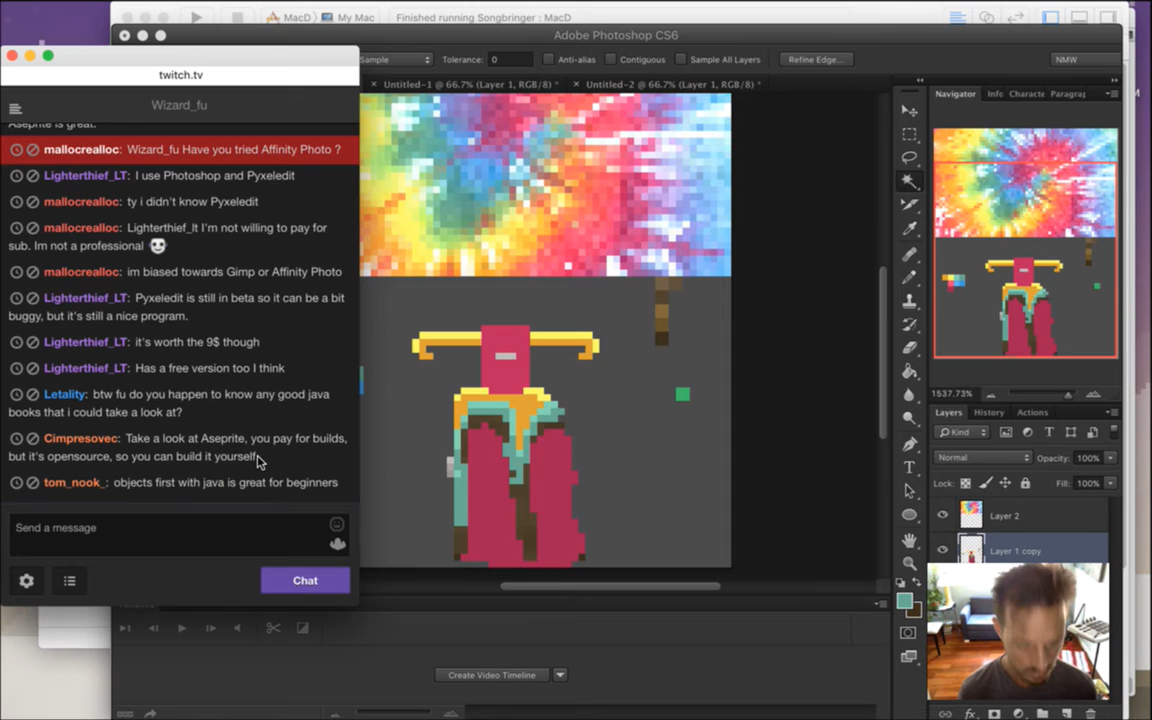 MacD
My Mac
Finished running Songbringer : MacD
Adobe Photoshop CS6
Sample
Tolerance: 0
Anti-alias
Contiguous
Sample All Layers
Refine Edge...
NMW
twitch.tv
Wizard_fu
Untitled-1 @ 66.7% (Layer 1, RGB/8) *
Untitled-2 @ 66.7% (Layer 1, RGB/8) *
Aseprite is great.
mallocrealloc: Wizard_fu Have you tried Affinity Photo ?
Lighterthief_LT: I use Photoshop and Pyxeledit
mallocrealloc: ty i didn't know Pyxeledit
mallocrealloc: Lighterthief_lt I'm not willing to pay for
sub. Im not a professional
mallocrealloc: im biased towards Gimp or Affinity Photo
Lighterthief_LT: Pyxeledit is still in beta so it can be a bit
buggy, but it's still a nice program.
Lighterthief_LT: it's worth the 9$ though
Lighterthief_LT: Has a free version too I think
Letality: btw fu do you happen to know any good java
books that i could take a look at?
Cimpresovec: Take a look at Aseprite, you pay for builds,
but it's opensource, so you can build it yourself
tom_nook_: objects first with java is great for beginners
Send a message
Chat
Create Video Timeline
Navigator
Info
Characte
Paragrap
1537.73%
Layers
History
Actions
Kind
T
Normal
Opacity: 100%
Lock:
Fill: 100%
Layer 2
Layer 1 copy
T
fx